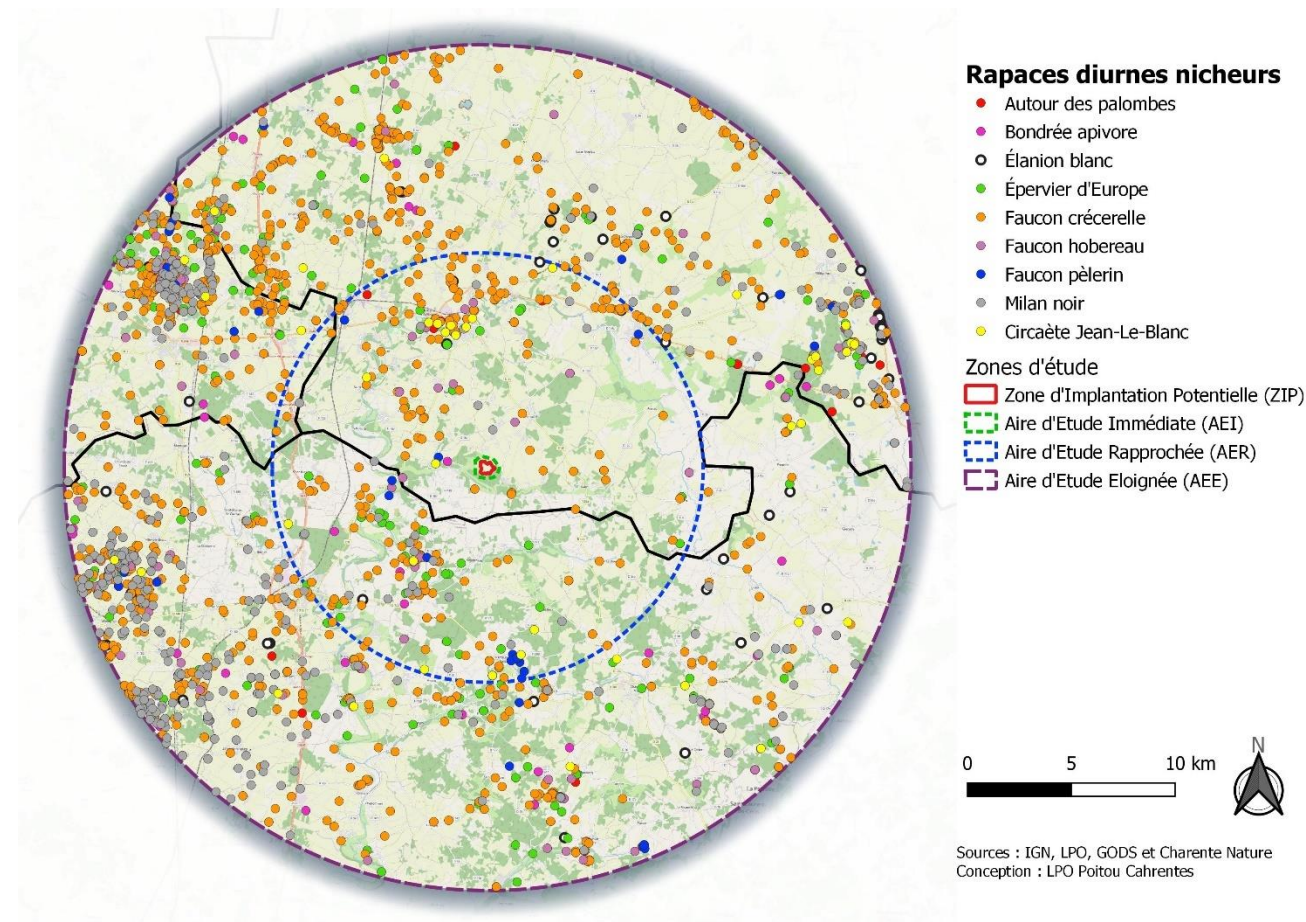 Rapaces diurnes nicheurs
Autour des palombes
Bondrée apivore
Élanion blanc
Épervier d'Europe
Faucon crécerelle
Faucon hobereau
Faucon pèlerin
Milan noir
Circaète Jean-Le-Blanc
Zones d'étude
Zone d'Implantation Potentielle (ZIP)
Aire d'Etude Immédiate (AEI)
Aire d'Etude Rapprochée (AER)
Aire d'Etude Eloignée (AEE)
N
0 5 10 km
Sources : IGN, LPO, GODS et Charente Nature
Conception : LPO Poitou Cahrentes